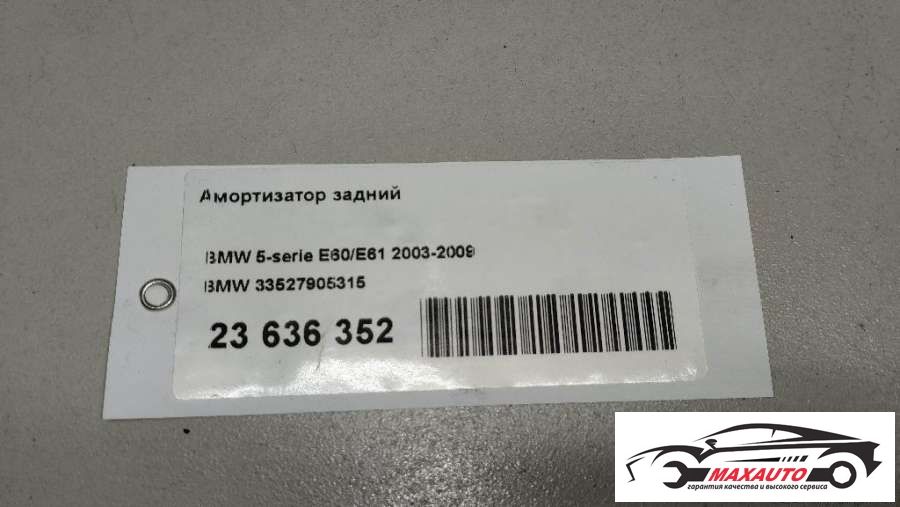 Амортизатор задний
BMW 5-serie E60/E61 2003-2009
BMW 33527905315
23 636 352
MAXAUTO
гарантия качества и высокого сервиса